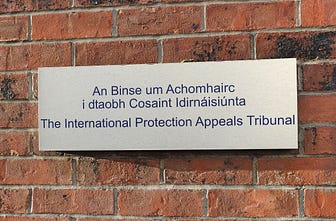 An Binse um Achomhairc
i dtaobh Cosaint Idirnáisiúnta
The International Protection Appeals Tribunal